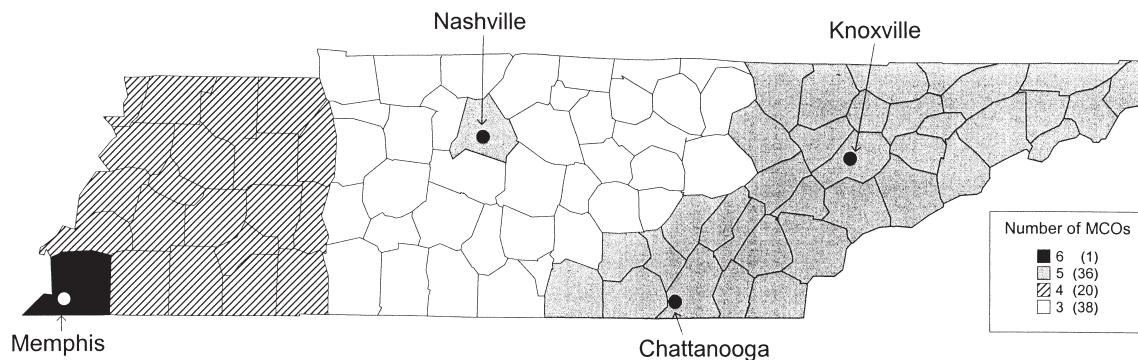 Nashville
Knoxville
Number of MCOs
6 (1)
5 (36)
4 (20)
3 (38)
Memphis
Chattanooga